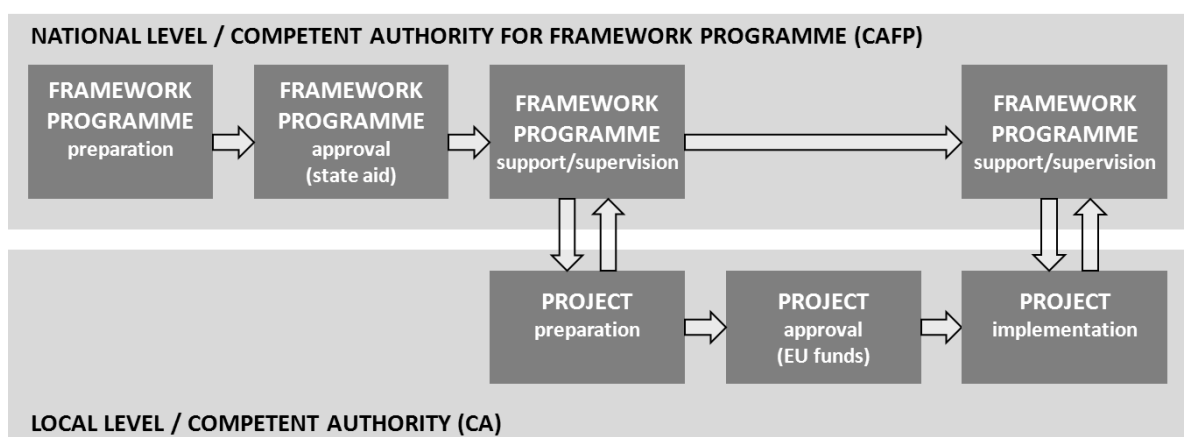 NATIONAL LEVEL / COMPETENT AUTHORITY FOR FRAMEWORK PROGRAMME (CAFP)
FRAMEWORK
PROGRAMME
preparation
FRAMEWORK
PROGRAMME
approval
(state aid)
FRAMEWORK
PROGRAMME
support/supervision
FRAMEWORK
PROGRAMME
support/supervision
PROJECT
preparation
PROJECT
approval
(EU funds)
PROJECT
implementation
LOCAL LEVEL / COMPETENT AUTHORITY (CA)